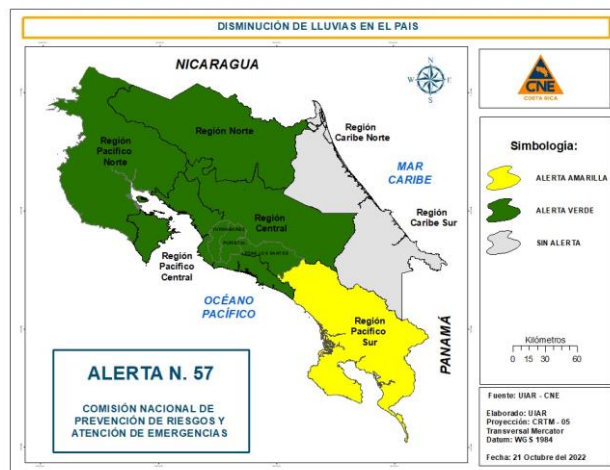 DISMINUCIÓN DE LLUVIAS EN EL PAIS
NICARAGUA
N
W
E
S
Región Norte
Región
Caribe Norte
Región
Pacífico
Norte
MAR
CARIBE
Región
Central
Región
Caribe Sur
Región
Pacífico
Central
OCÉANO
PACÍFICO
Región
Pacífico
Sur
PANAMÁ
ALERTA N. 57
COMISIÓN NACIONAL DE
PREVENCIÓN DE RIESGOS Y
ATENCIÓN DE EMERGENCIAS
CNE
COSTA RICA
Simbología:
ALERTA AMARILLA
ALERTA VERDE
SIN ALERTA
Kilómetros
0 15 30 60
Fuente: UIAR - CNE
Elaborado: UIAR
Proyección: CRTM - 05
Transversal Mercator
Datum: WGS 1984
Fecha: 21 Octubre del 2022